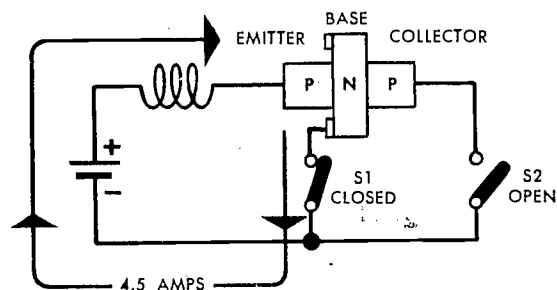 BASE
EMITTER COLLECTOR
P N P
+
−
S1
CLOSED
S2
OPEN
4.5 AMPS